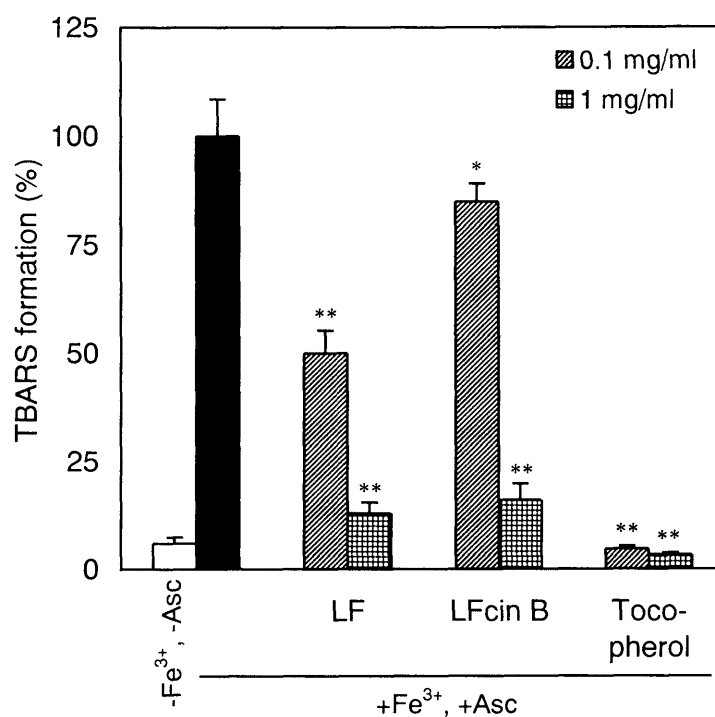 125
100
75
50
25
0
TBARS formation (%)
0.1 mg/ml
1 mg/ml
**
**
*
**
**
**
-Fe³⁺, -Asc
LF
LFcin B
Toco-
pherol
+Fe³⁺, +Asc